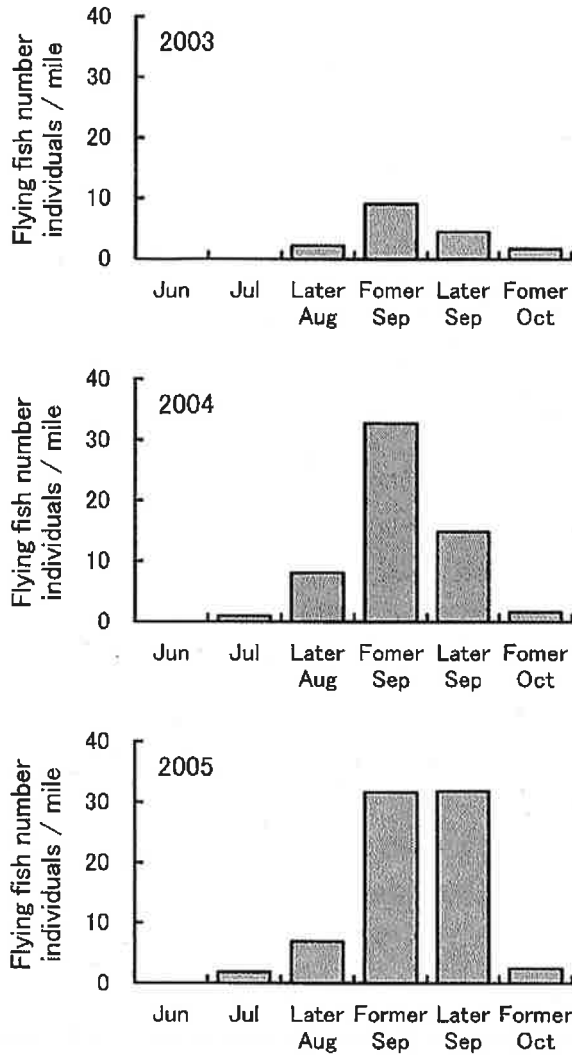 Flying fish number
individuals / mile
40
30
20
10
0
2003
Jun Jul Later Fomer Later Fomer
Aug Sep Sep Oct
Flying fish number
individuals / mile
40
30
20
10
0
2004
Jun Jul Later Fomer Later Fomer
Aug Sep Sep Oct
Flying fish number
individuals / mile
40
30
20
10
0
2005
Jun Jul Later Former Later Former
Aug Sep Sep Oct